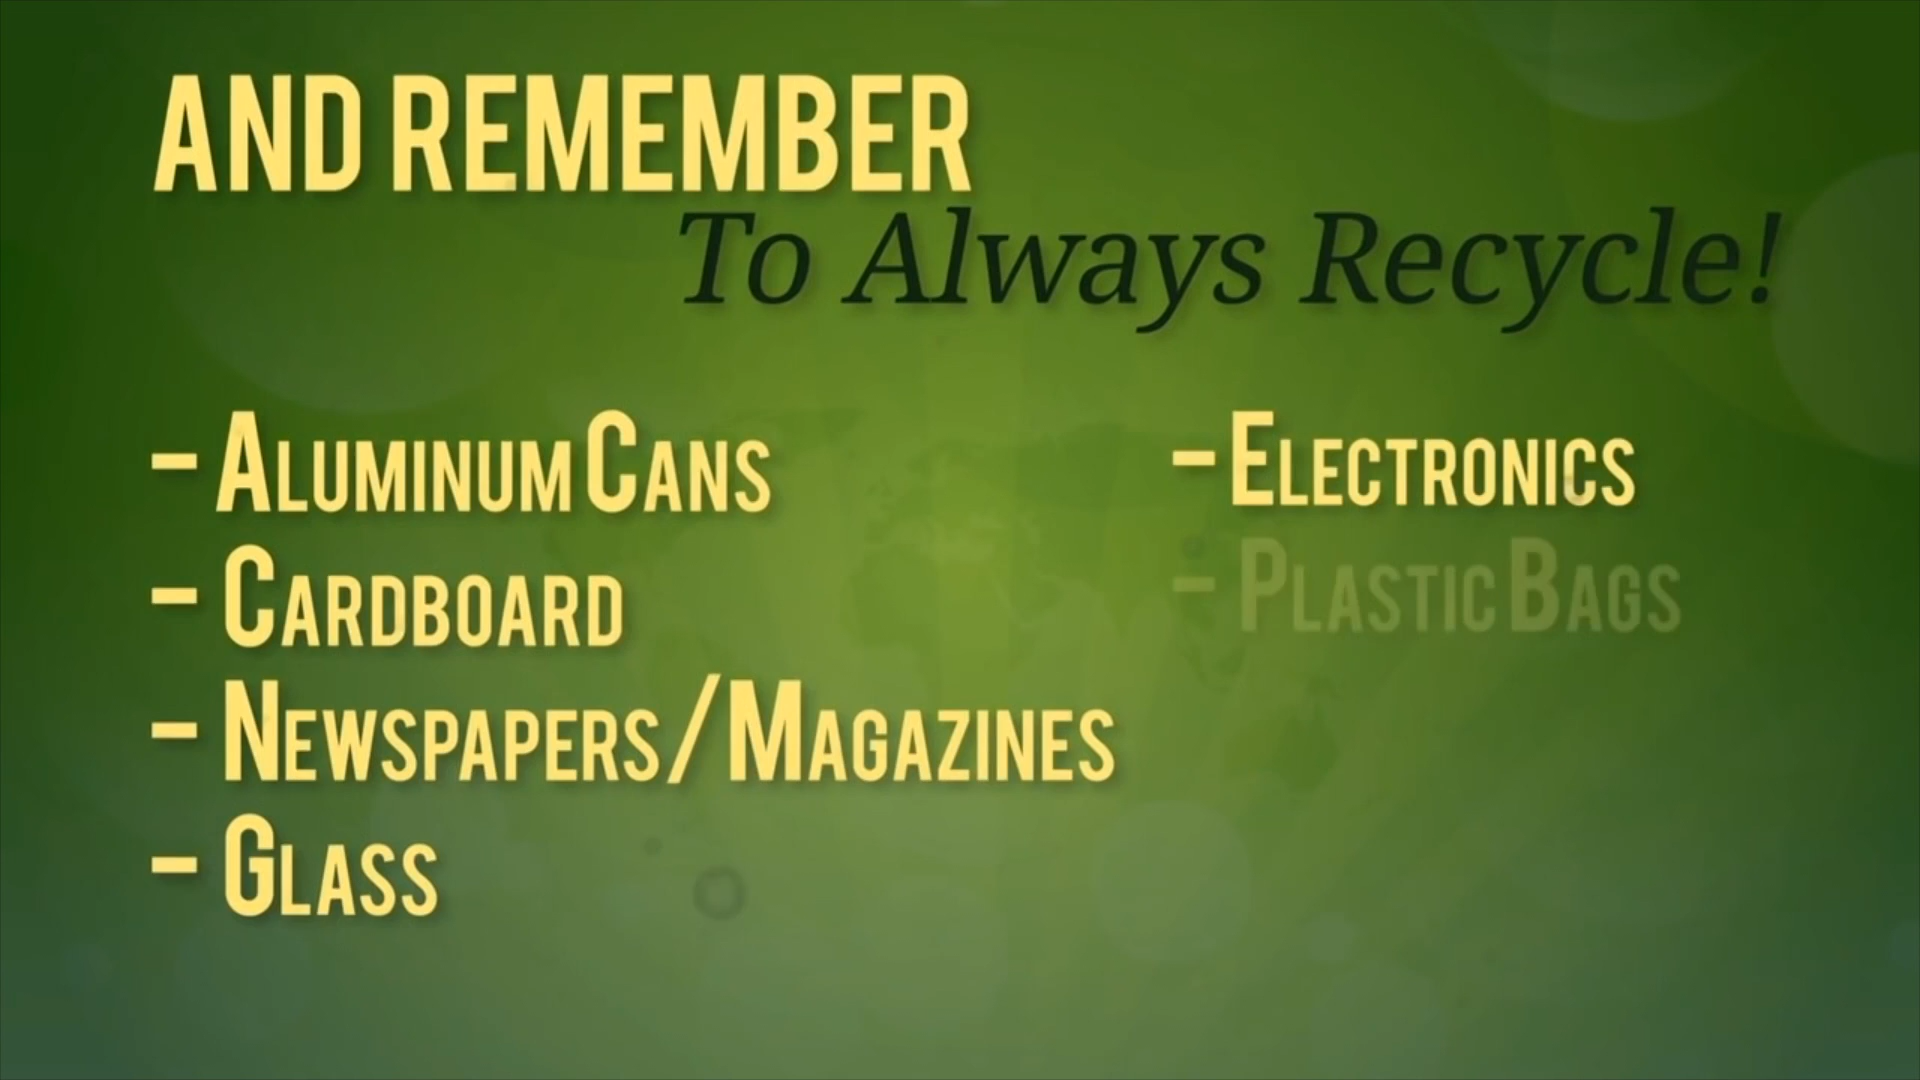 AND REMEMBER
To Always Recycle!
- ALUMINUM CANS
- CARDBOARD
- NEWSPAPERS/MAGAZINES
- GLASS
- ELECTRONICS
- PLASTIC BAGS